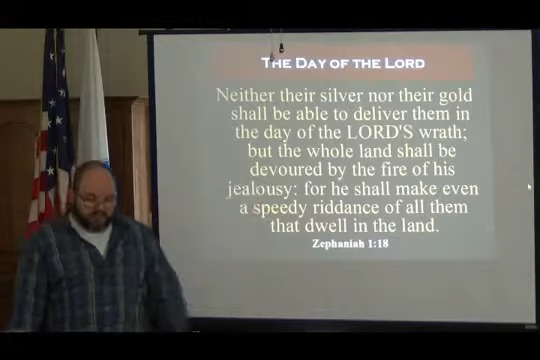 THE DAY OF THE LORD
Neither their silver nor their gold
shall be able to deliver them in
the day of the LORD'S wrath;
but the whole land shall be
devoured by the fire of his
jealousy: for he shall make even
a speedy riddance of all them
that dwell in the land.
Zephaniah 1:18